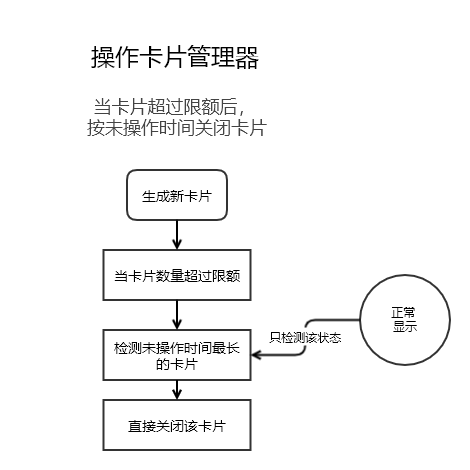 操作卡片管理器
当卡片超过限额后，
按未操作时间关闭卡片
生成新卡片
当卡片数量超过限额
正常
显示
只检测该状态
检测未操作时间最长
的卡片
直接关闭该卡片